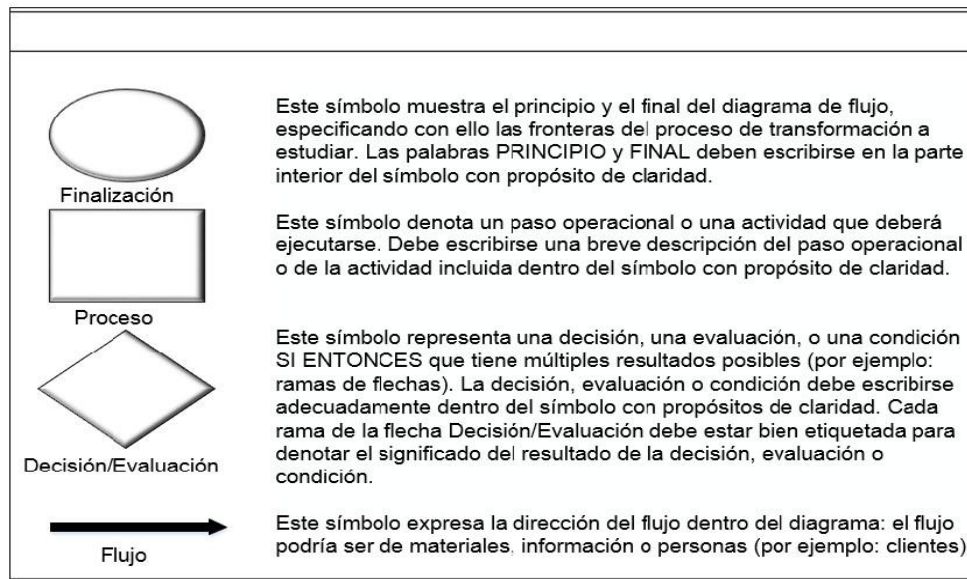 Este símbolo muestra el principio y el final del diagrama de flujo,
especificando con ello las fronteras del proceso de transformación a
estudiar. Las palabras PRINCIPIO y FINAL deben escribirse en la parte
interior del símbolo con propósito de claridad.
Finalización
Este símbolo denota un paso operacional o una actividad que deberá
ejecutarse. Debe escribirse una breve descripción del paso operacional
o de la actividad incluida dentro del símbolo con propósito de claridad.
Proceso
Este símbolo representa una decisión, una evaluación, o una condición
SI ENTONCES que tiene múltiples resultados posibles (por ejemplo:
ramas de flechas). La decisión, evaluación o condición debe escribirse
adecuadamente dentro del símbolo con propósitos de claridad. Cada
rama de la flecha Decisión/Evaluación debe estar bien etiquetada para
denotar el significado del resultado de la decisión, evaluación o
condición.
Decisión/Evaluación
Este símbolo expresa la dirección del flujo dentro del diagrama: el flujo
podría ser de materiales, información o personas (por ejemplo: clientes)
Flujo